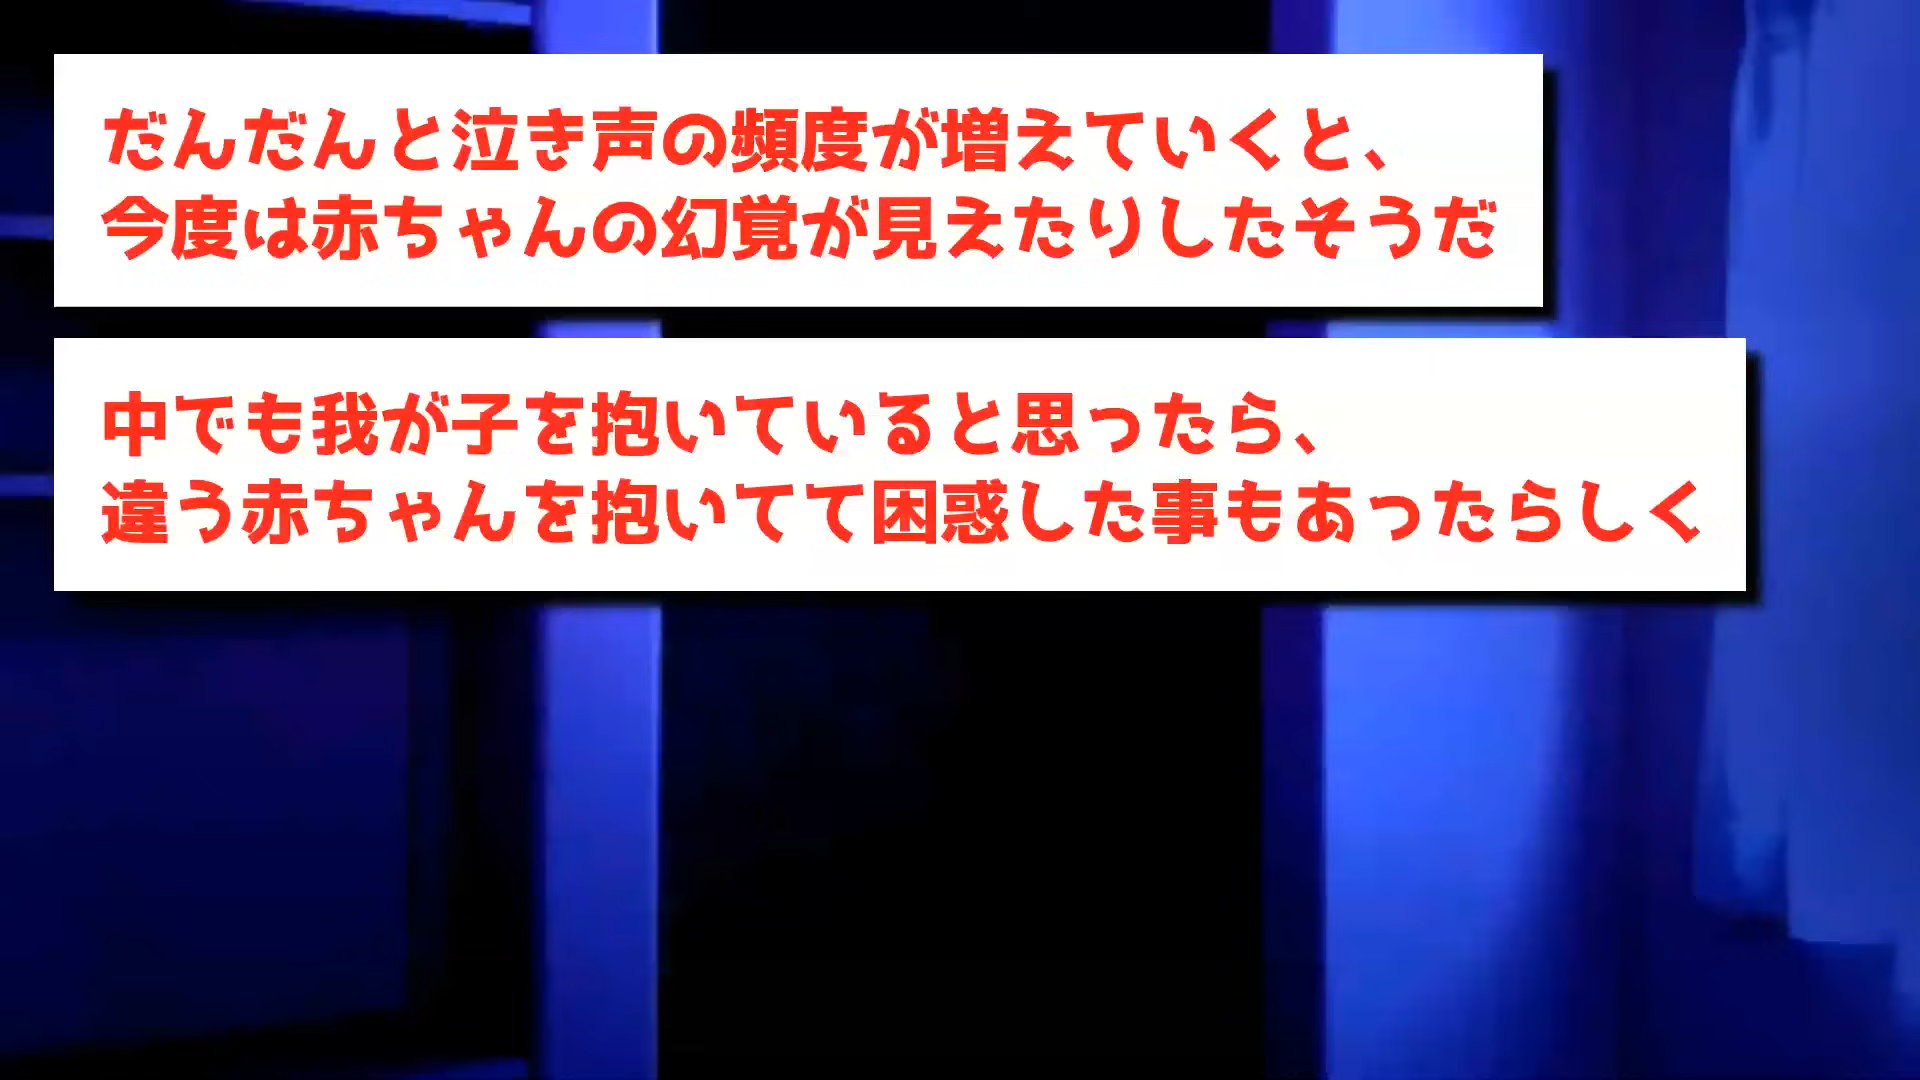 だんだんと泣き声の頻度が増えていくと、
今度は赤ちゃんの幻覚が見えたりしたそうだ
中でも我が子を抱いていると思ったら、
違う赤ちゃんを抱いてて困惑した事もあったらしく